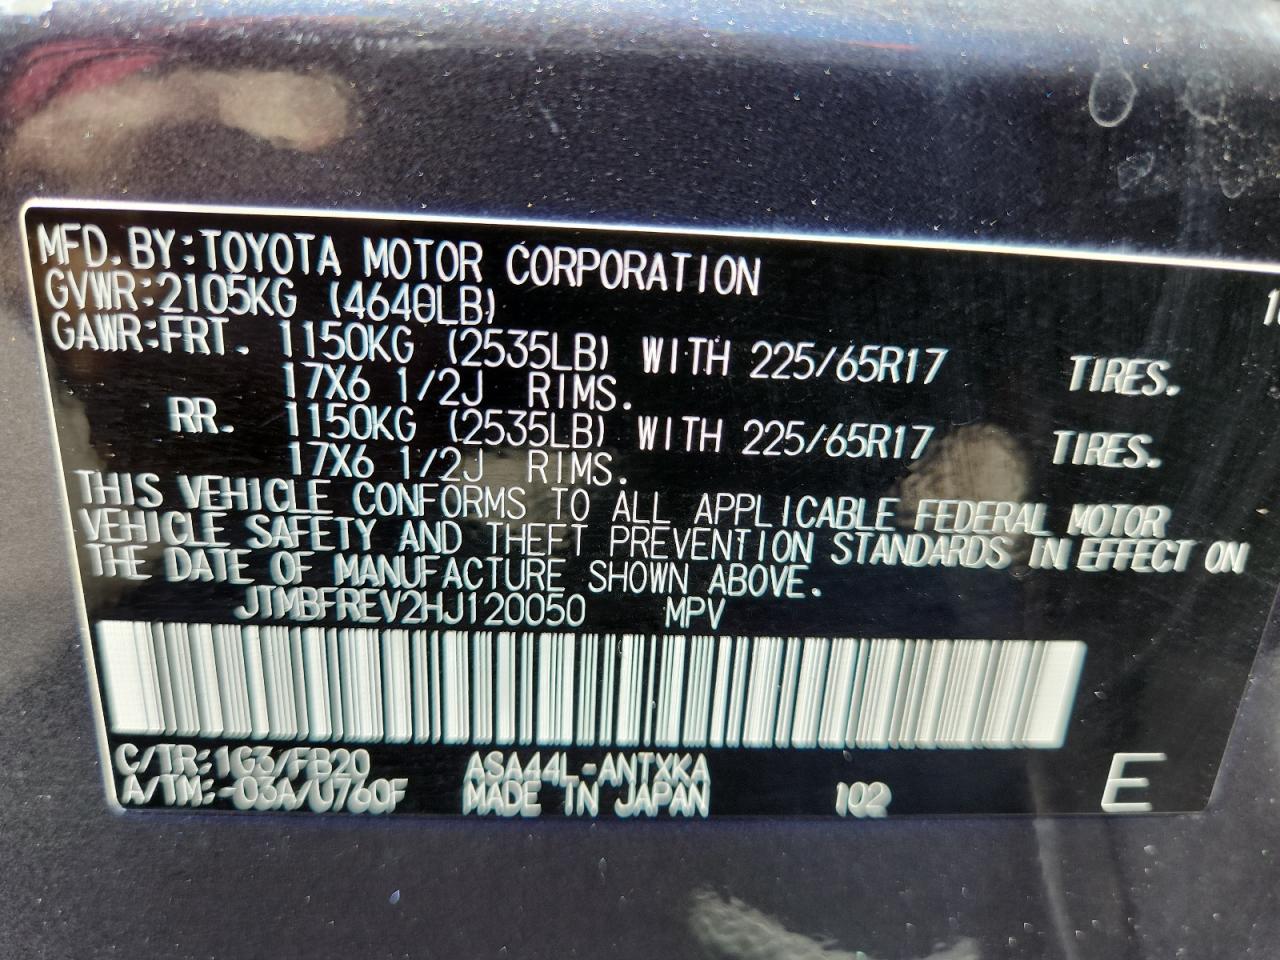 MFD. BY: TOYOTA MOTOR CORPORATION
GVWR: 2105KG (4640LB)
GAWR: FRT. 1150KG (2535LB) WITH 225/65R17 TIRES.
17X6 1/2J RIMS.
RR. 1150KG (2535LB) WITH 225/65R17 TIRES.
17X6 1/2J RIMS.
THIS VEHICLE CONFORMS TO ALL APPLICABLE FEDERAL MOTOR
VEHICLE SAFETY AND THEFT PREVENTION STANDARDS IN EFFECT ON
THE DATE OF MANUFACTURE SHOWN ABOVE.
JTMBFREV2HJ120050 MPV
C/TR: 1G3/FB20 ASA44L-ANTXKA
A/TM: -03A/U760F MADE IN JAPAN 102 E